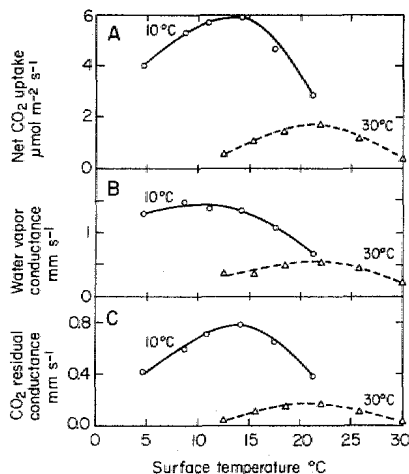 A
10°C
30°C
6
4
2
0
Net CO₂ uptake
μmol m⁻² s⁻¹
B
10°C
30°C
1
0
Water vapor
conductance
mm s⁻¹
C
10°C
30°C
0.8
0.4
0.0
CO₂ residual
conductance
mm s⁻¹
0 5 10 15 20 25 30
Surface temperature °C